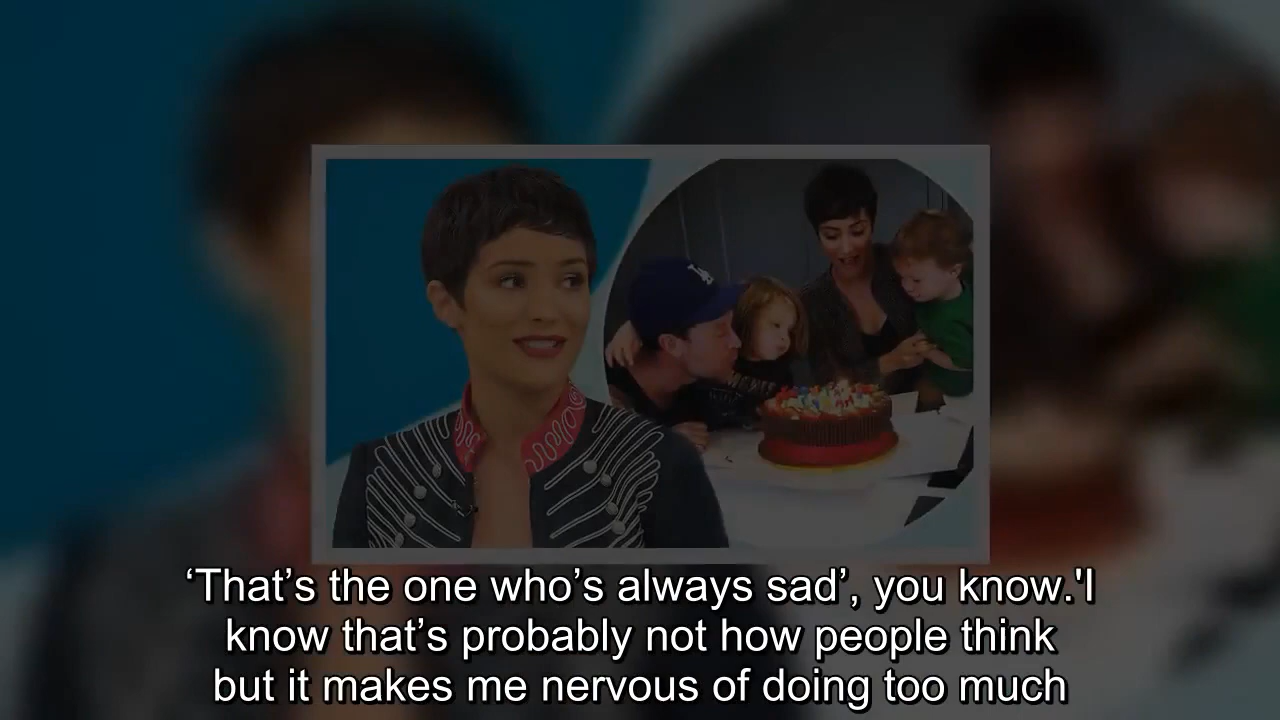 LA
‘That’s the one who’s always sad’, you know.'I
know that’s probably not how people think
but it makes me nervous of doing too much